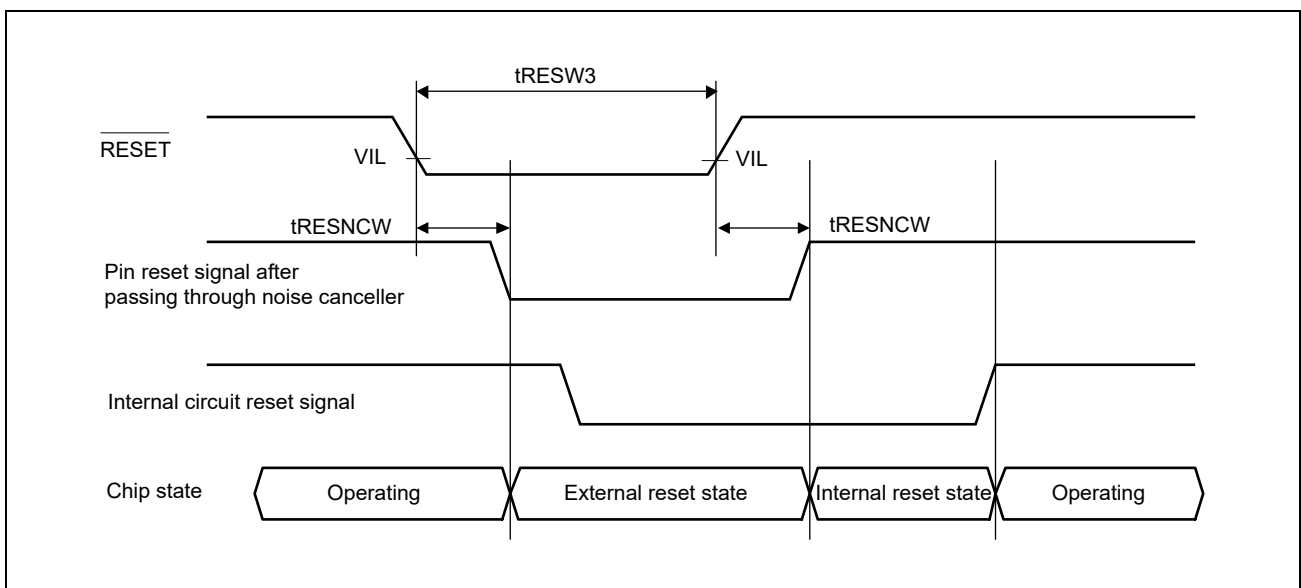 tRESW3
RESET
VIL
VIL
tRESNCW
tRESNCW
Pin reset signal after
passing through noise canceller
Internal circuit reset signal
Chip state
Operating
External reset state
Internal reset state
Operating